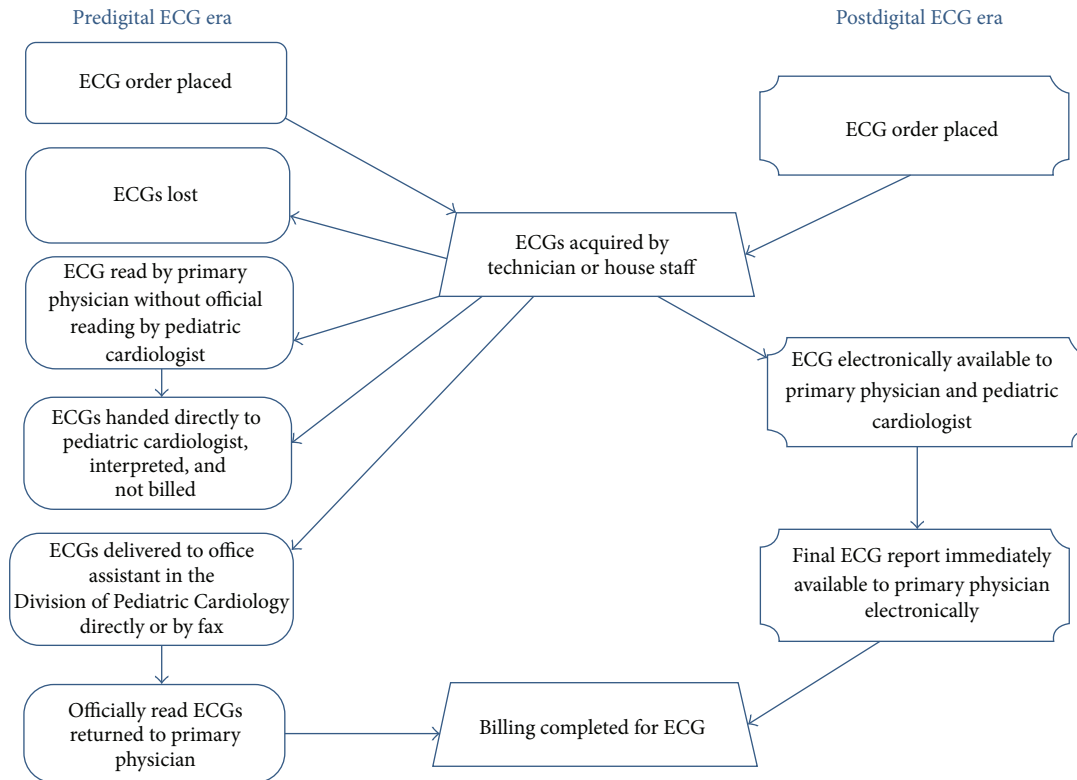 Predigital ECG era
Postdigital ECG era
ECG order placed
ECG order placed
ECGs lost
ECGs acquired by
technician or house staff
ECG read by primary
physician without official
reading by pediatric
cardiologist
ECG electronically available to
primary physician and pediatric
cardiologist
ECGs handed directly to
pediatric cardiologist,
interpreted, and
not billed
ECGs delivered to office
assistant in the
Division of Pediatric Cardiology
directly or by fax
Final ECG report immediately
available to primary physician
electronically
Officially read ECGs
returned to primary
physician
Billing completed for ECG